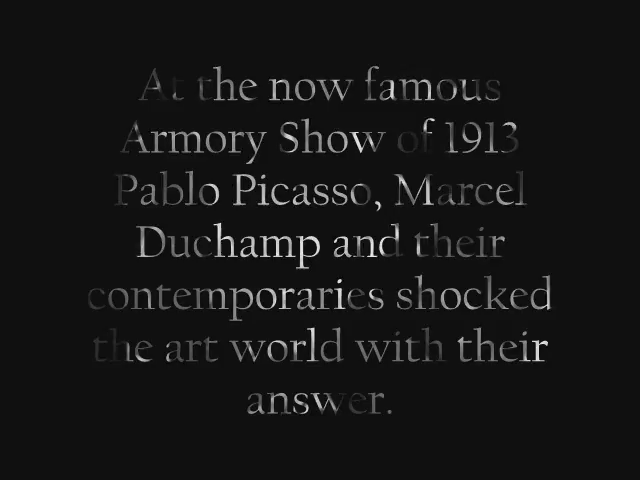 At the now famous
Armory Show of 1913
Pablo Picasso, Marcel
Duchamp and their
contemporaries shocked
the art world with their
answer.